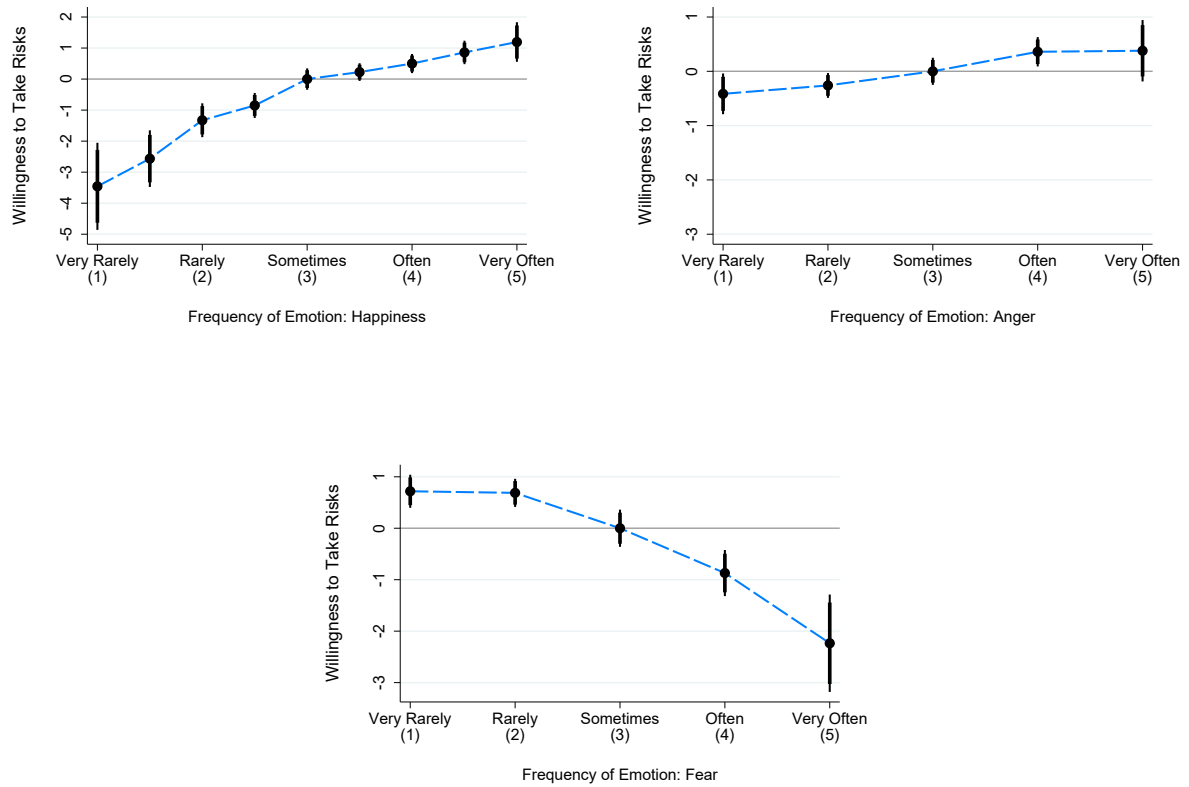 Willingness to Take Risks
2
1
0
-1
-2
-3
-4
-5
Very Rarely Rarely Sometimes Often Very Often
(1) (2) (3) (4) (5)
Frequency of Emotion: Happiness
Willingness to Take Risks
1
0
-1
-2
-3
Very Rarely Rarely Sometimes Often Very Often
(1) (2) (3) (4) (5)
Frequency of Emotion: Anger
Willingness to Take Risks
1
0
-1
-2
-3
Very Rarely Rarely Sometimes Often Very Often
(1) (2) (3) (4) (5)
Frequency of Emotion: Fear